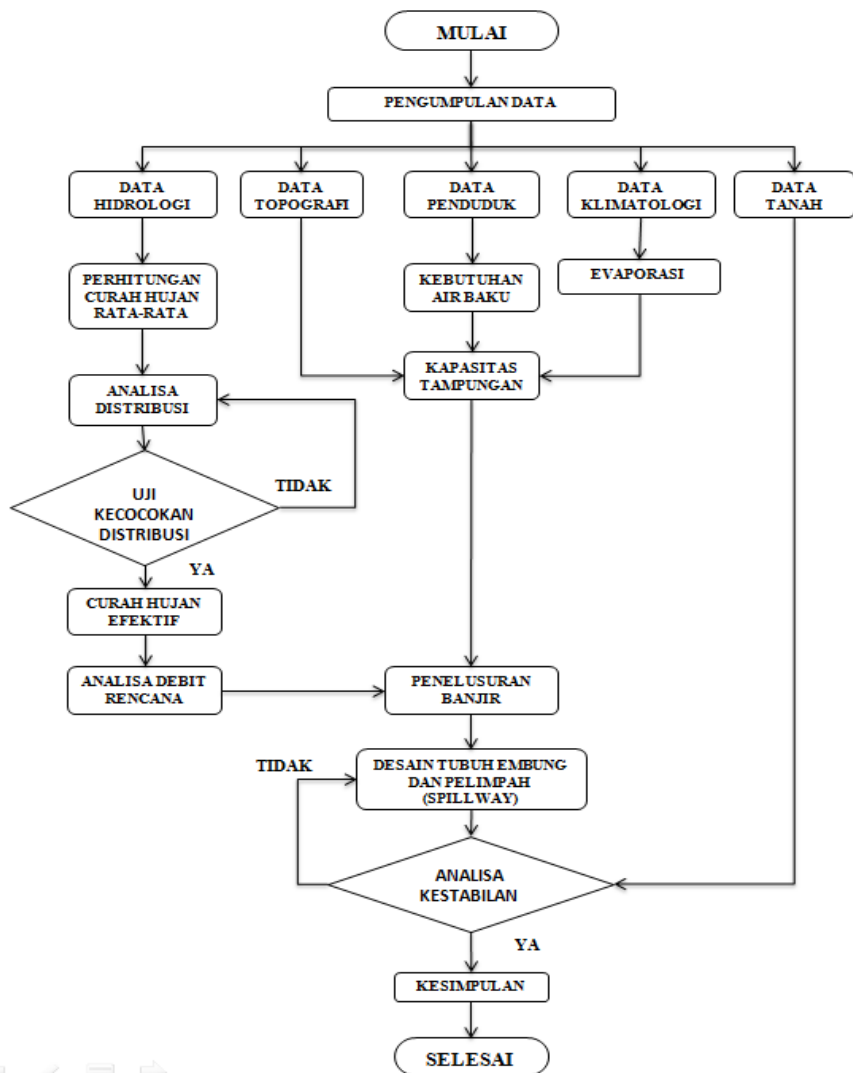 MULAI
PENGUMPULAN DATA
DATA
HIDROLOGI
DATA
TOPOGRAFI
DATA
PENDUDUK
DATA
KLIMATOLOGI
DATA
TANAH
PERHITUNGAN
CURAH HUJAN
RATA-RATA
KEBUTUHAN
AIR BAKU
EVAPORASI
KAPASITAS
TAMPUNGAN
ANALISA
DISTRIBUSI
UJI
KECOCOKAN
DISTRIBUSI
TIDAK
YA
CURAH HUJAN
EFEKTIF
ANALISA DEBIT
RENCANA
PENELUSURAN
BANJIR
TIDAK
DESAIN TUBUH EMBUNG
DAN PELIMPAH
(SPILLWAY)
ANALISA
KESTABILAN
YA
KESIMPULAN
SELESAI